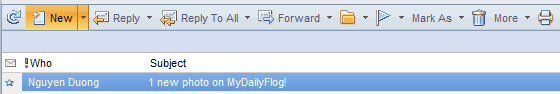 New Reply Reply To All Forward Mark As More
! Who Subject
Nguyen Duong 1 new photo on MyDailyFlog!